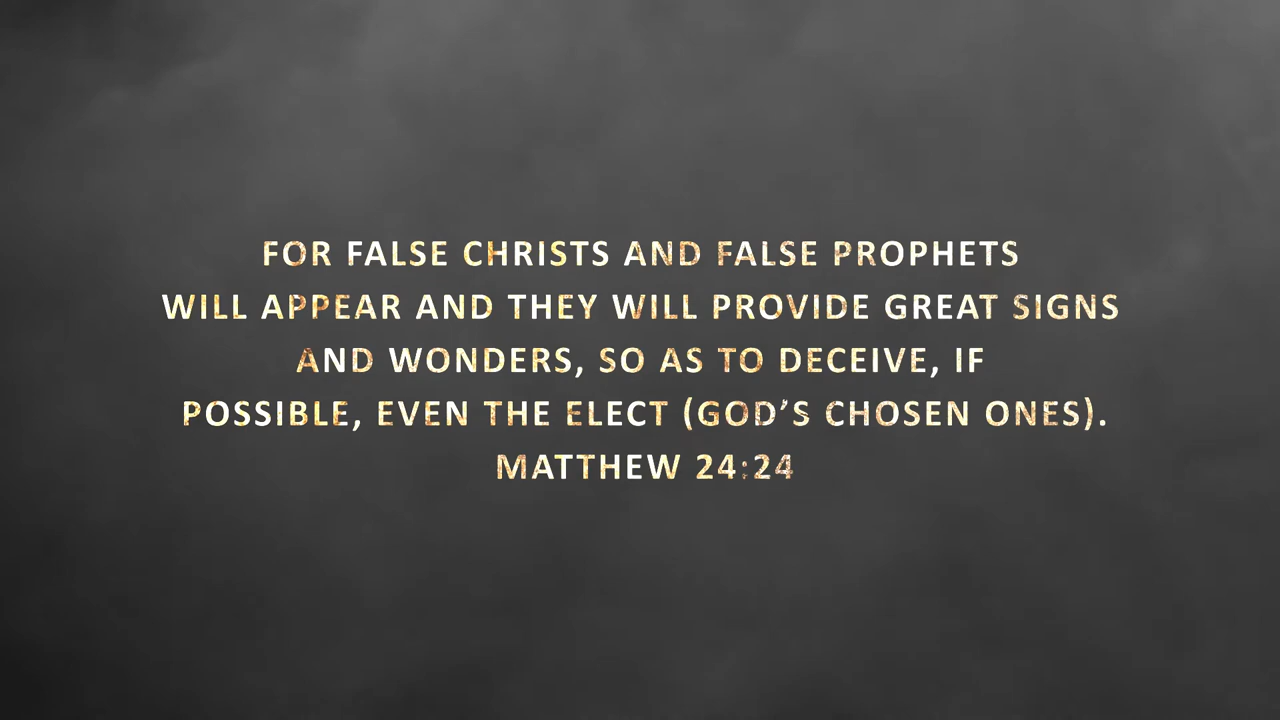 FOR FALSE CHRISTS AND FALSE PROPHETS
WILL APPEAR AND THEY WILL PROVIDE GREAT SIGNS
AND WONDERS, SO AS TO DECEIVE, IF
POSSIBLE, EVEN THE ELECT (GOD’S CHOSEN ONES).
MATTHEW 24:24